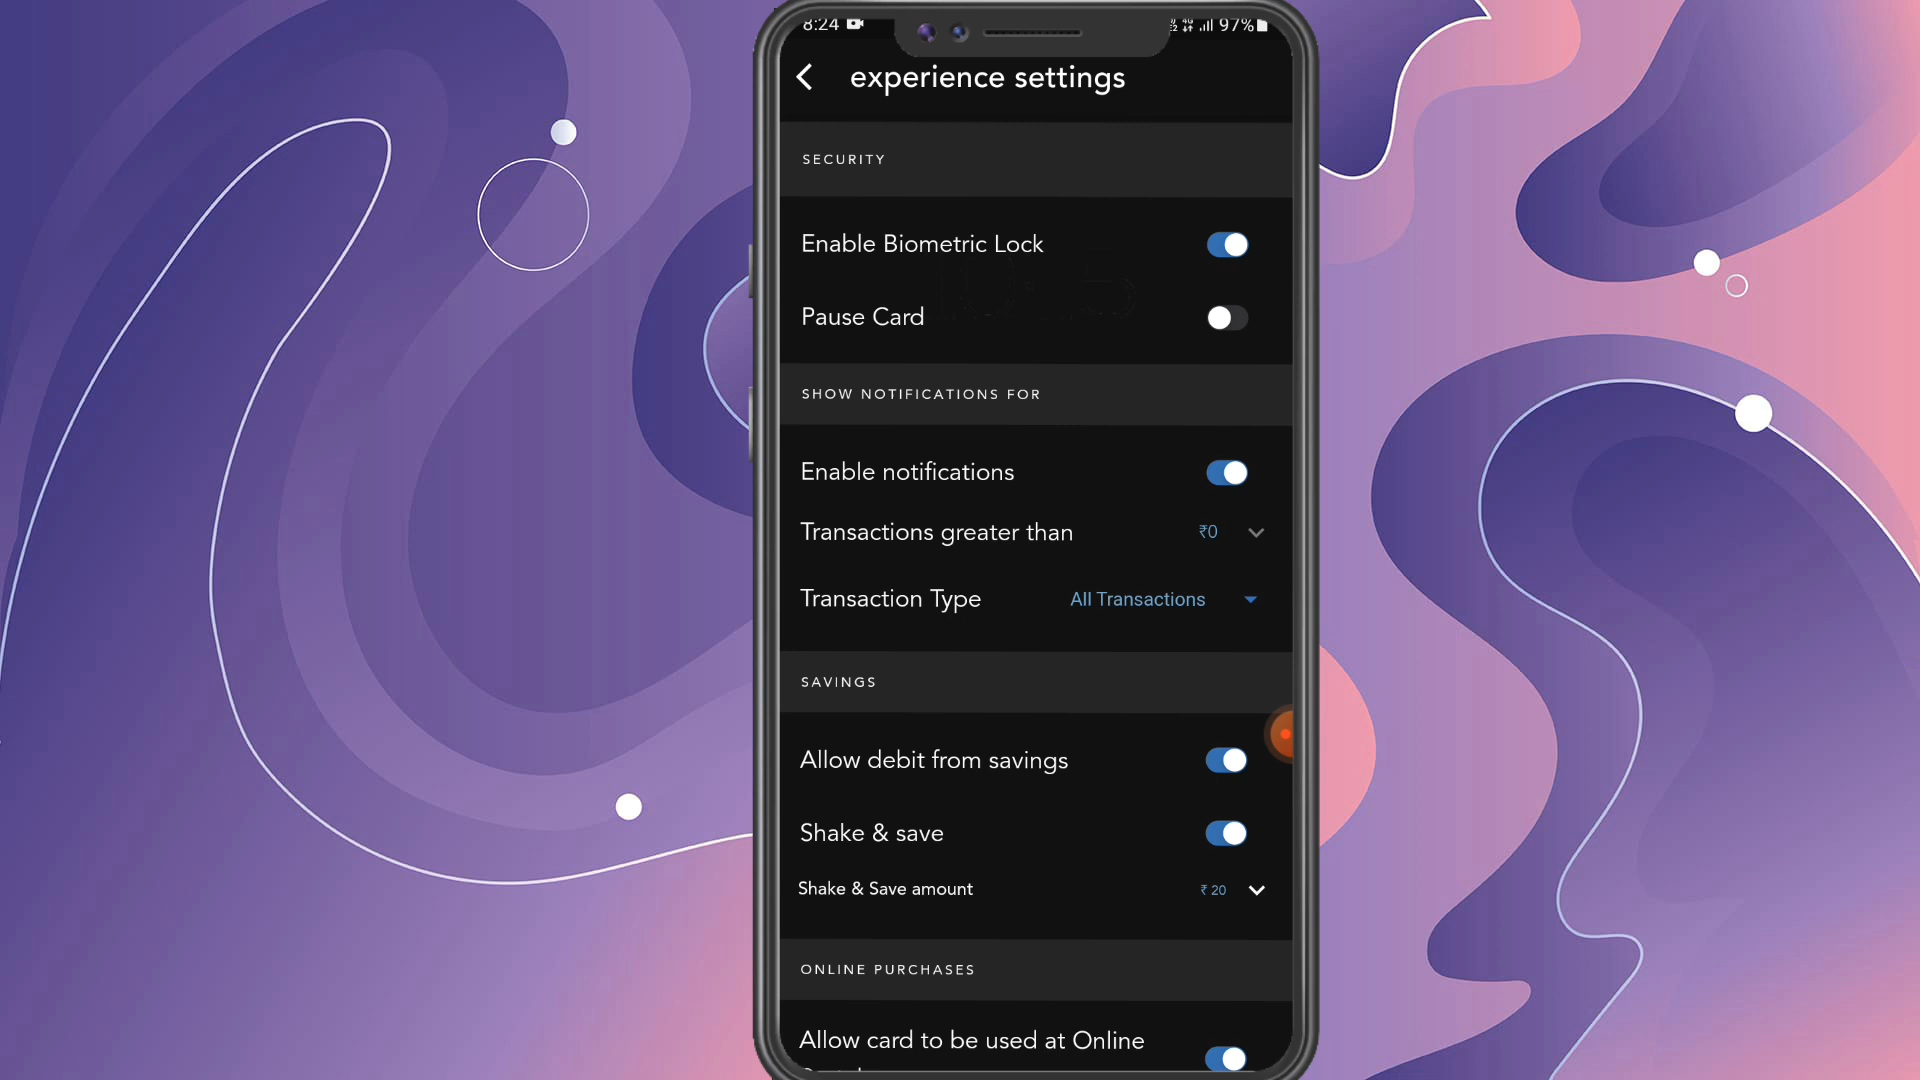 8:24 97%
experience settings
SECURITY
Enable Biometric Lock
Pause Card
SHOW NOTIFICATIONS FOR
Enable notifications
Transactions greater than ₹0
Transaction Type All Transactions
SAVINGS
Allow debit from savings
Shake & save
Shake & Save amount ₹ 20
ONLINE PURCHASES
Allow card to be used at Online